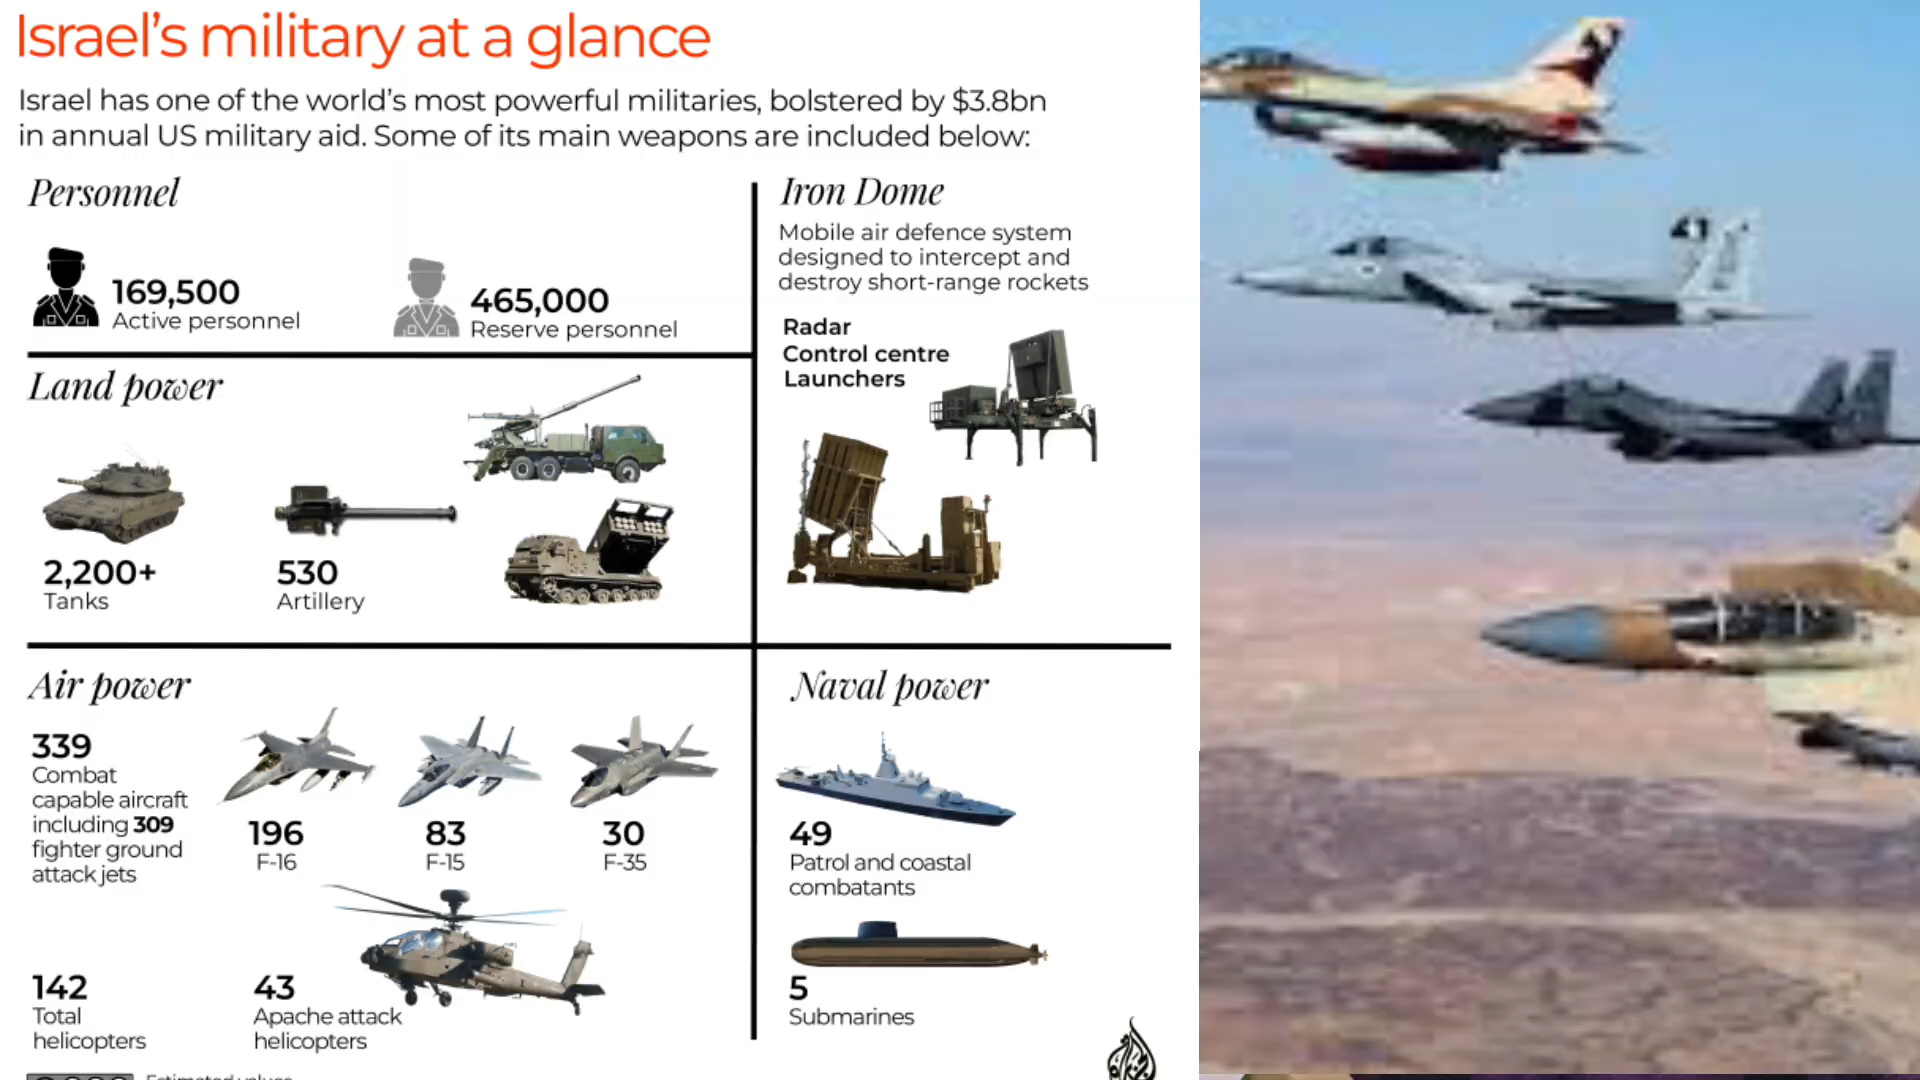 Israel's military at a glance
Israel has one of the world's most powerful militaries, bolstered by $3.8bn
in annual US military aid. Some of its main weapons are included below:
Personnel
169,500
Active personnel
465,000
Reserve personnel
Iron Dome
Mobile air defence system
designed to intercept and
destroy short-range rockets
Radar
Control centre
Launchers
Land power
2,200+
Tanks
530
Artillery
Air power
339
Combat
capable aircraft
including 309
fighter ground
attack jets
196
F-16
83
F-15
30
F-35
142
Total
helicopters
43
Apache attack
helicopters
Naval power
49
Patrol and coastal
combatants
5
Submarines
Estimated values